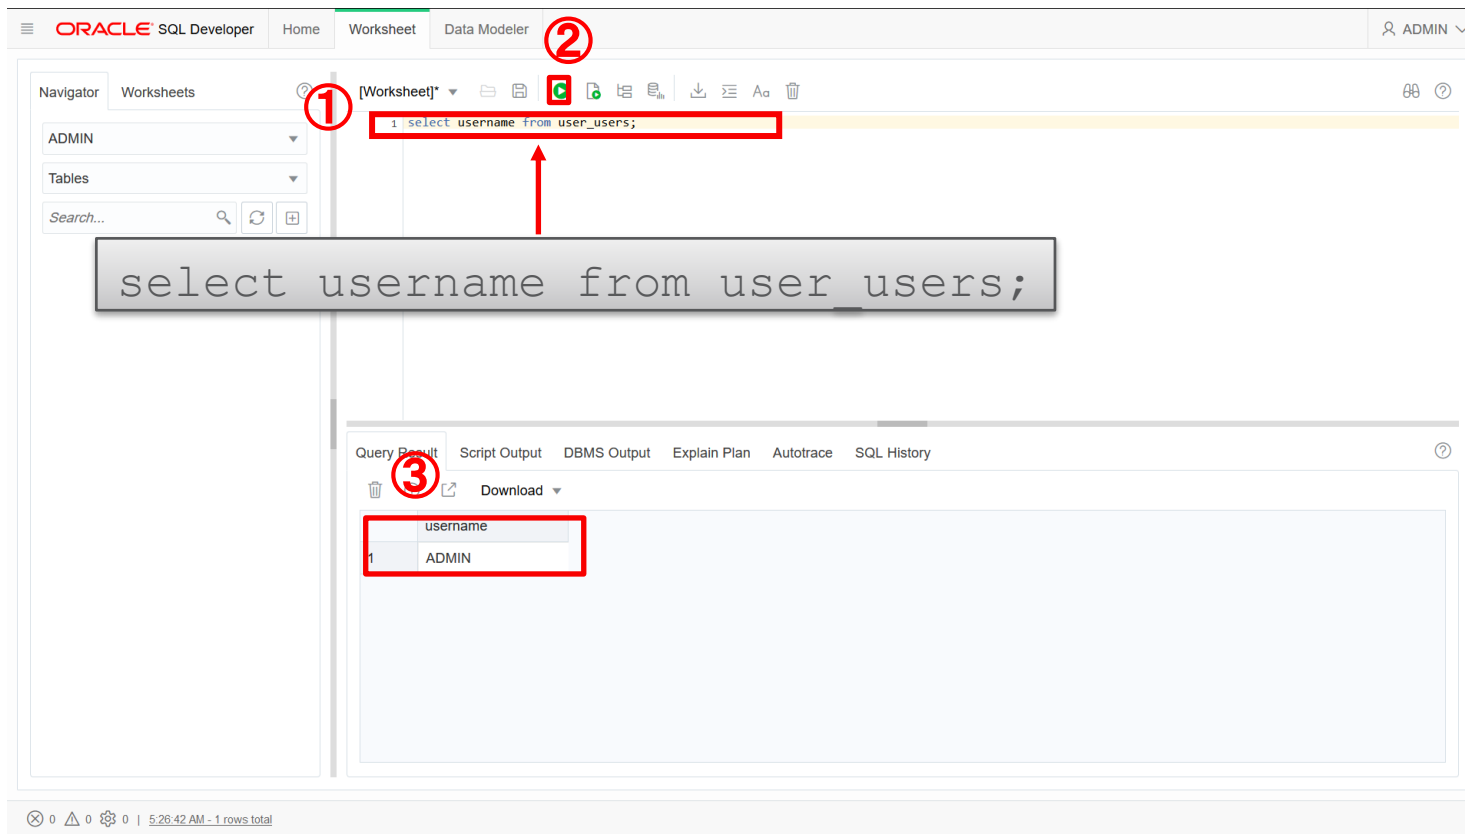 ORACLE SQL Developer Home Worksheet Data Modeler ADMIN
②
Navigator Worksheets
①
[Worksheet]* Aa
1 select username from user_users;
ADMIN
Tables
Search...
select username from user_users;
Query Result Script Output DBMS Output Explain Plan Autotrace SQL History
③
Download
username
1 ADMIN
0 0 0 | 5:26:42 AM - 1 rows total